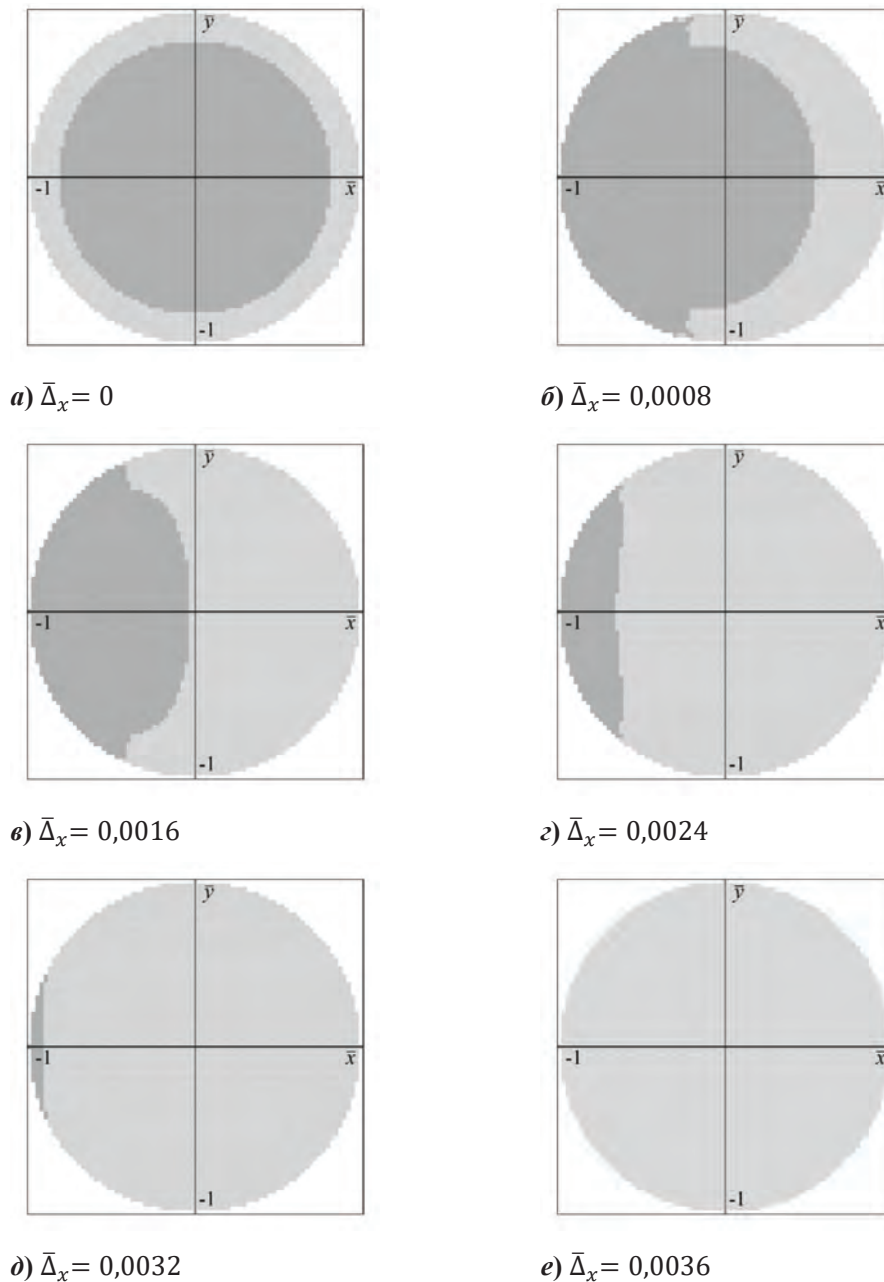 ȳ ȳ
-1 x̄ -1 x̄
-1 -1
а) Δ̄ₓ= 0 б) Δ̄ₓ= 0,0008
ȳ ȳ
-1 x̄ -1 x̄
-1 -1
в) Δ̄ₓ= 0,0016 г) Δ̄ₓ= 0,0024
ȳ ȳ
-1 x̄ -1 x̄
-1 -1
д) Δ̄ₓ= 0,0032 е) Δ̄ₓ= 0,0036